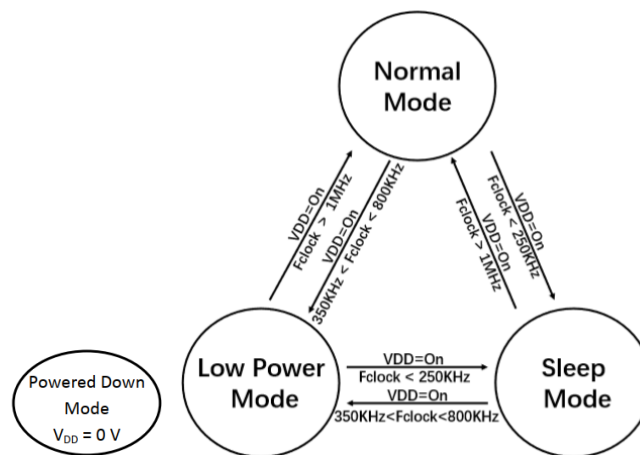 Normal
Mode
VDD=On
Fclock > 1MHz
VDD=On
350KHz < Fclock < 800KHz
VDD=On
Fclock > 1MHz
VDD=On
Fclock < 250KHz
Low Power
Mode
VDD=On
Fclock < 250KHz
VDD=On
350KHz<Fclock<800KHz
Sleep
Mode
Powered Down
Mode
VDD = 0 V